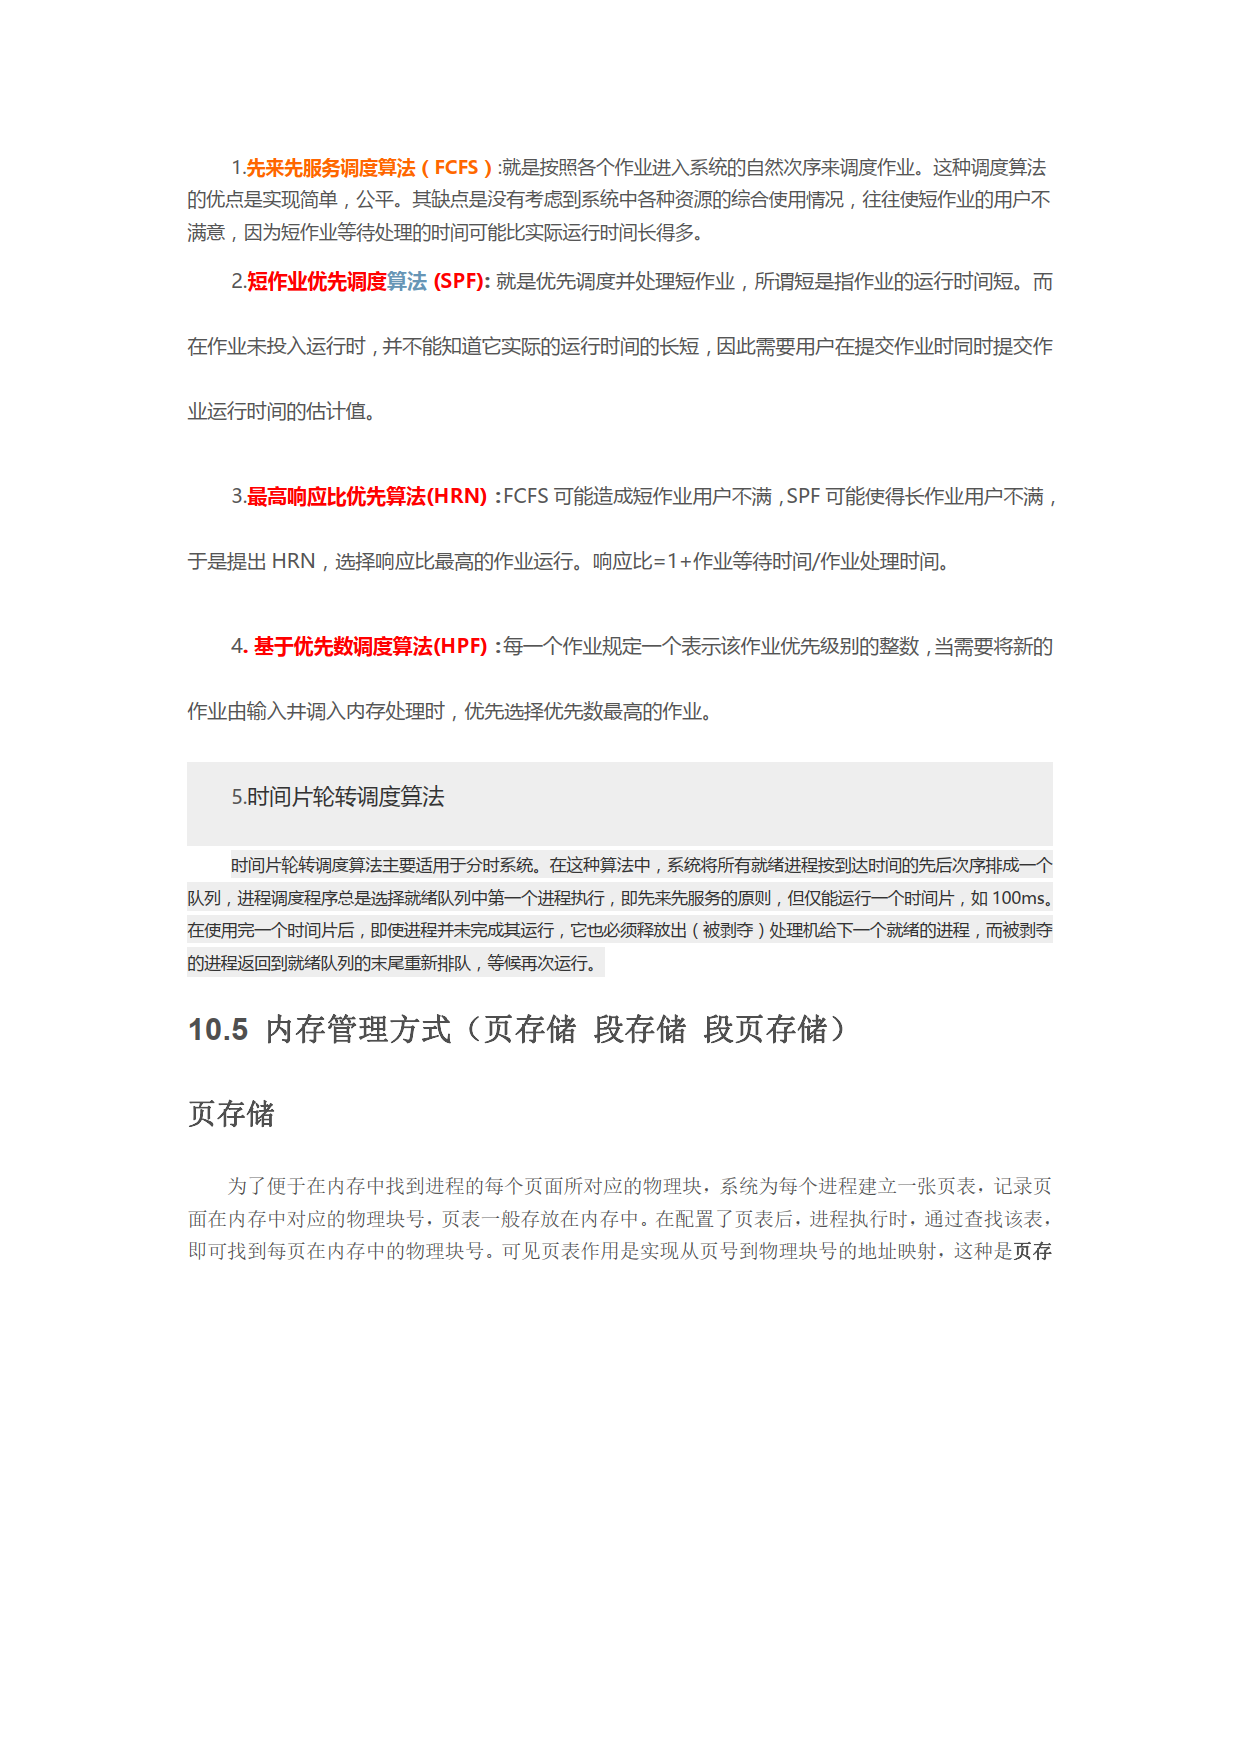 1.先来先服务调度算法（FCFS）:就是按照各个作业进入系统的自然次序来调度作业。这种调度算法
的优点是实现简单，公平。其缺点是没有考虑到系统中各种资源的综合使用情况，往往使短作业的用户不
满意，因为短作业等待处理的时间可能比实际运行时间长得多。
2.短作业优先调度算法 (SPF): 就是优先调度并处理短作业，所谓短是指作业的运行时间短。而
在作业未投入运行时，并不能知道它实际的运行时间的长短，因此需要用户在提交作业时同时提交作
业运行时间的估计值。
3.最高响应比优先算法(HRN)：FCFS 可能造成短作业用户不满，SPF 可能使得长作业用户不满，
于是提出 HRN，选择响应比最高的作业运行。响应比=1+作业等待时间/作业处理时间。
4. 基于优先数调度算法(HPF)：每一个作业规定一个表示该作业优先级别的整数，当需要将新的
作业由输入井调入内存处理时，优先选择优先数最高的作业。
5.时间片轮转调度算法
时间片轮转调度算法主要适用于分时系统。在这种算法中，系统将所有就绪进程按到达时间的先后次序排成一个
队列，进程调度程序总是选择就绪队列中第一个进程执行，即先来先服务的原则，但仅能运行一个时间片，如 100ms。
在使用完一个时间片后，即使进程并未完成其运行，它也必须释放出（被剥夺）处理机给下一个就绪的进程，而被剥夺
的进程返回到就绪队列的末尾重新排队，等候再次运行。
10.5 内存管理方式（页存储 段存储 段页存储）
页存储
为了便于在内存中找到进程的每个页面所对应的物理块，系统为每个进程建立一张页表，记录页
面在内存中对应的物理块号，页表一般存放在内存中。在配置了页表后，进程执行时，通过查找该表，
即可找到每页在内存中的物理块号。可见页表作用是实现从页号到物理块号的地址映射，这种是页存